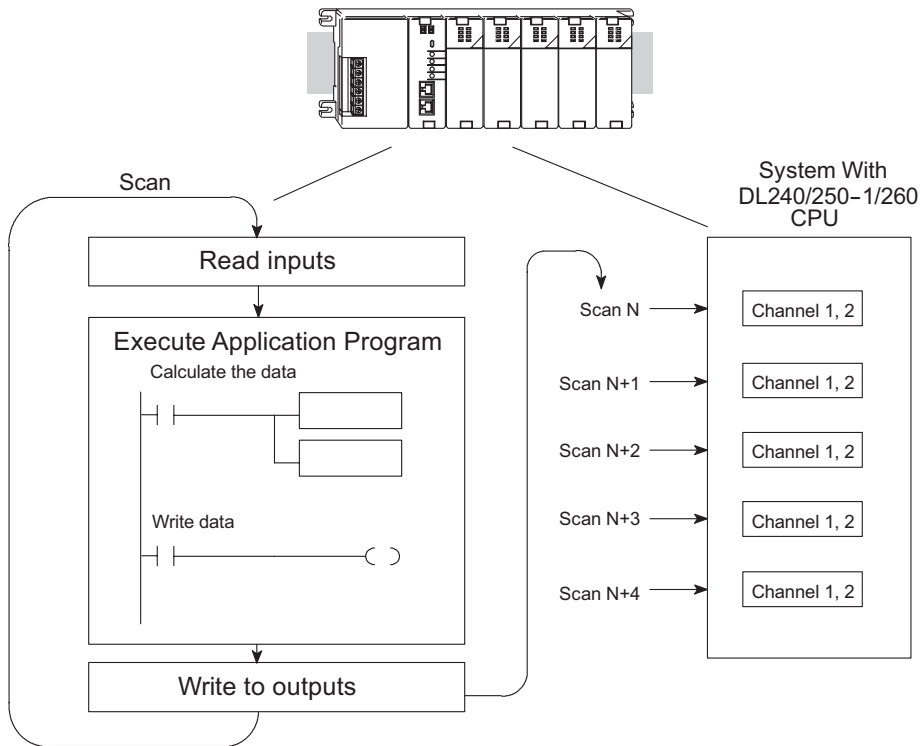 System With
DL240/250-1/260
CPU
Scan
Read inputs
Execute Application Program
Calculate the data
Write data
Write to outputs
Scan N
Channel 1, 2
Scan N+1
Channel 1, 2
Scan N+2
Channel 1, 2
Scan N+3
Channel 1, 2
Scan N+4
Channel 1, 2